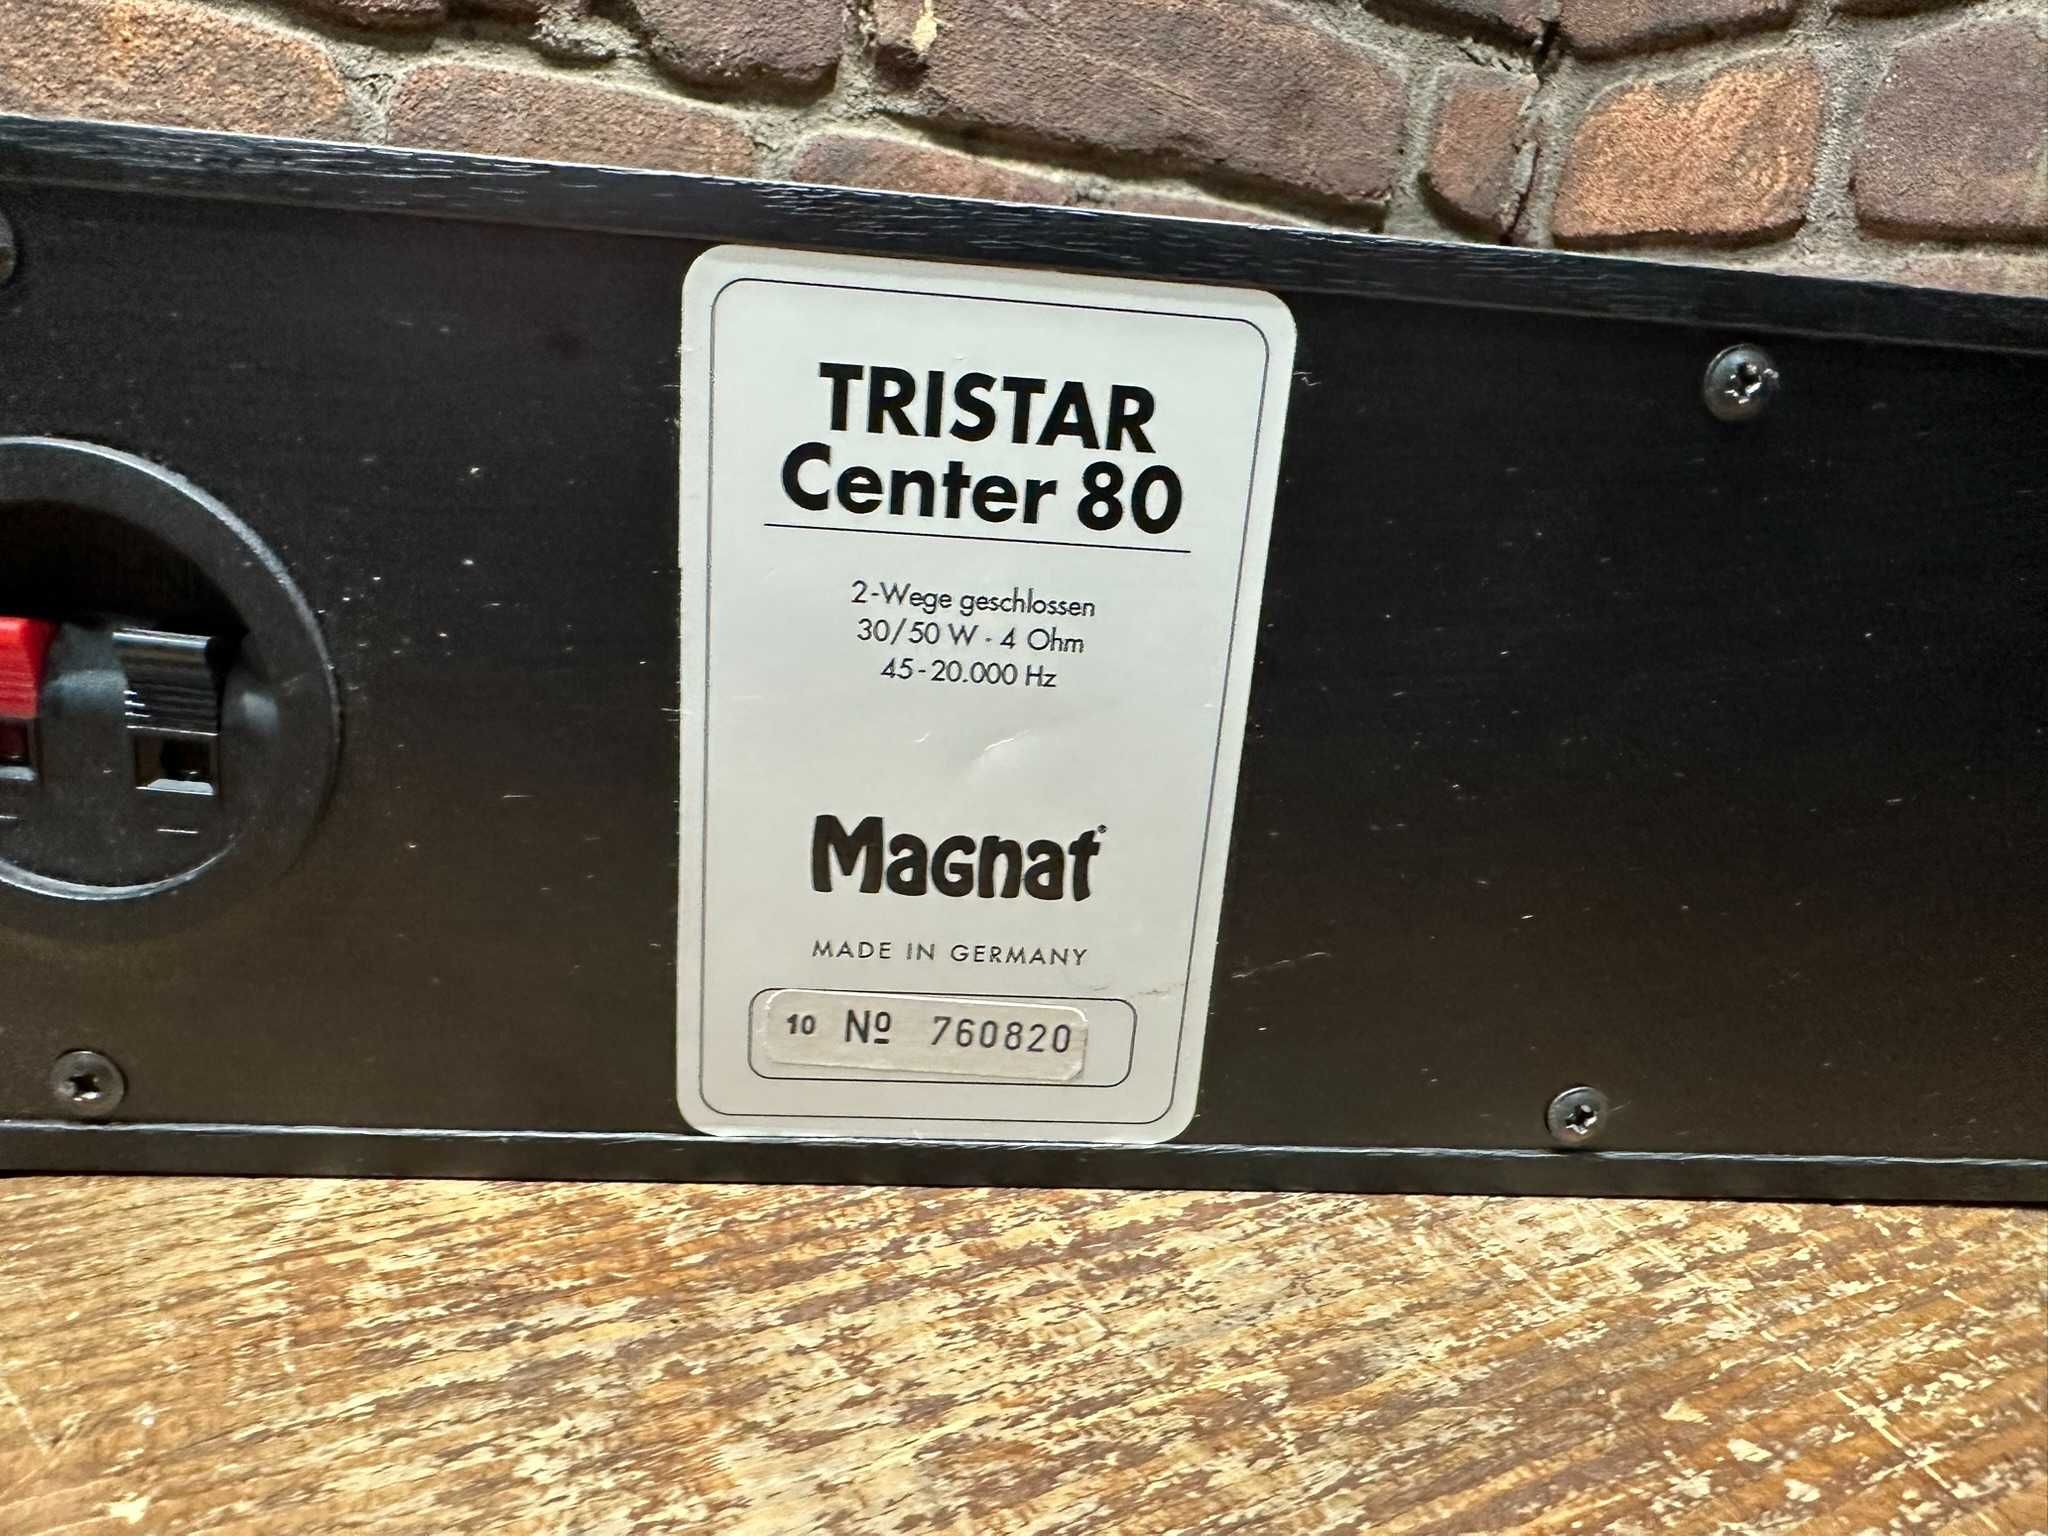 TRISTAR
Center 80
2-Wege geschlossen
30/50 W - 4 Ohm
45-20.000 Hz
Magnat®
MADE IN GERMANY
10 Nº 760820